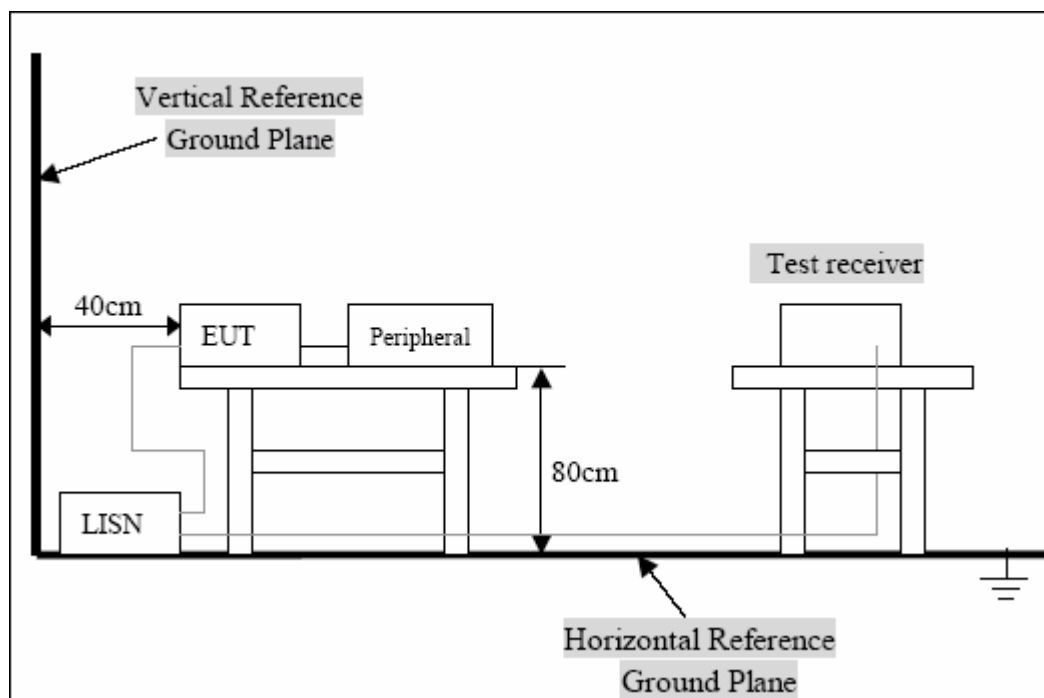 Vertical Reference
Ground Plane
Test receiver
40cm
EUT
Peripheral
80cm
LISN
Horizontal Reference
Ground Plane